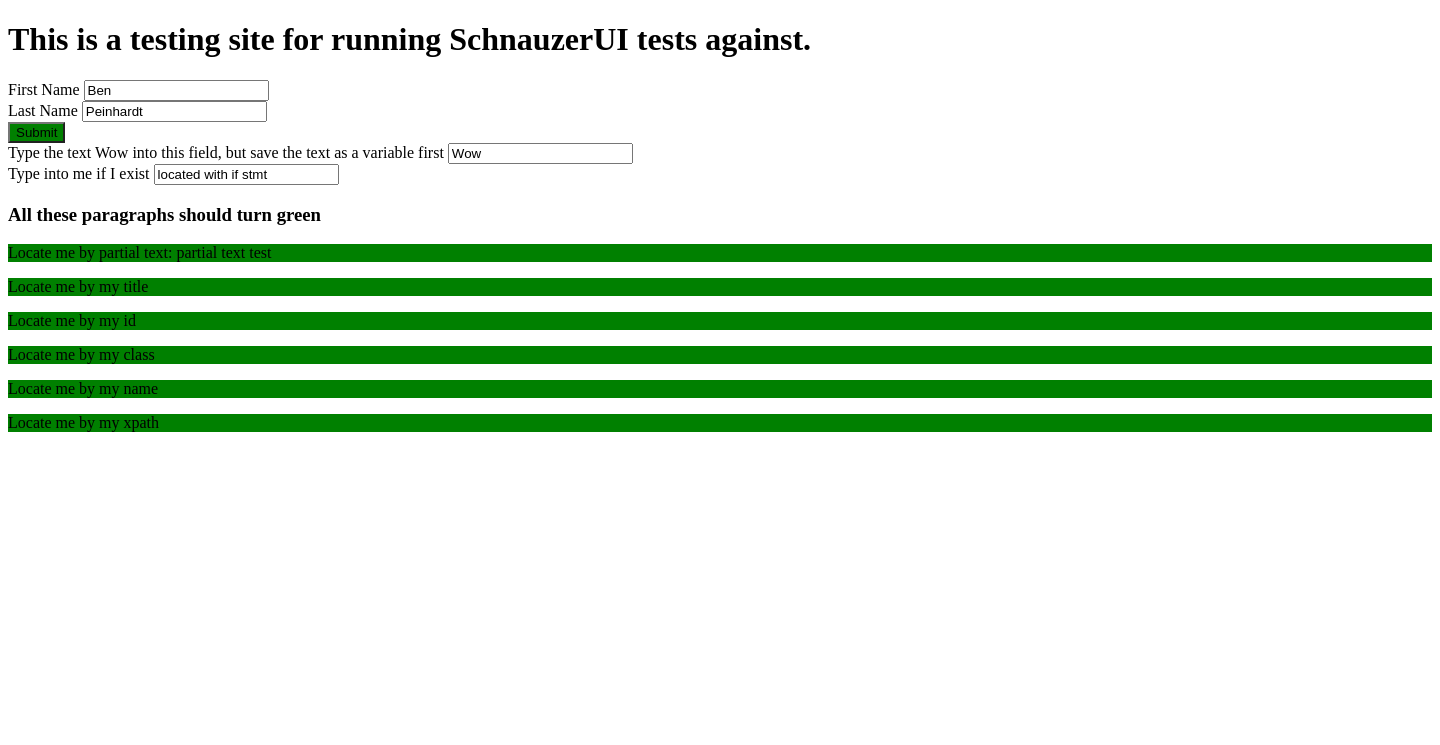 This is a testing site for running SchnauzerUI tests against.
First Name Ben
Last Name Peinhardt
Submit
Type the text Wow into this field, but save the text as a variable first Wow
Type into me if I exist located with if stmt
All these paragraphs should turn green
Locate me by partial text: partial text test
Locate me by my title
Locate me by my id
Locate me by my class
Locate me by my name
Locate me by my xpath